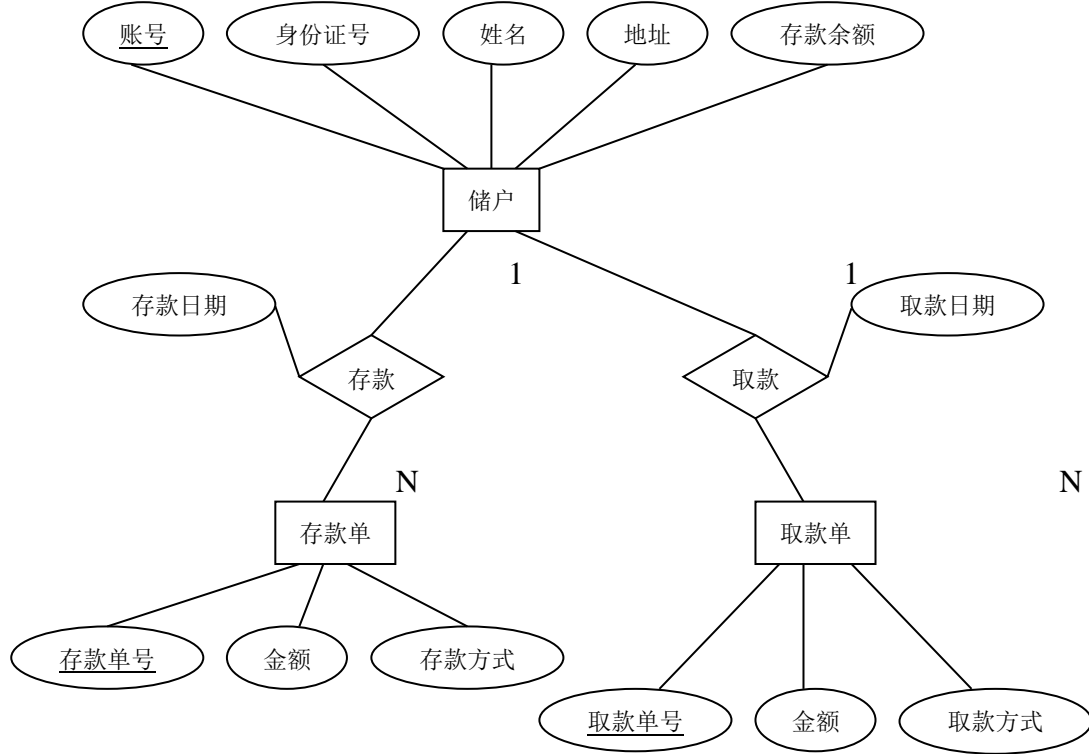 账号 身份证号 姓名 地址 存款余额
储户
1 1
存款日期 取款日期
存款 取款
N N
存款单 取款单
存款单号 金额 存款方式
取款单号 金额 取款方式